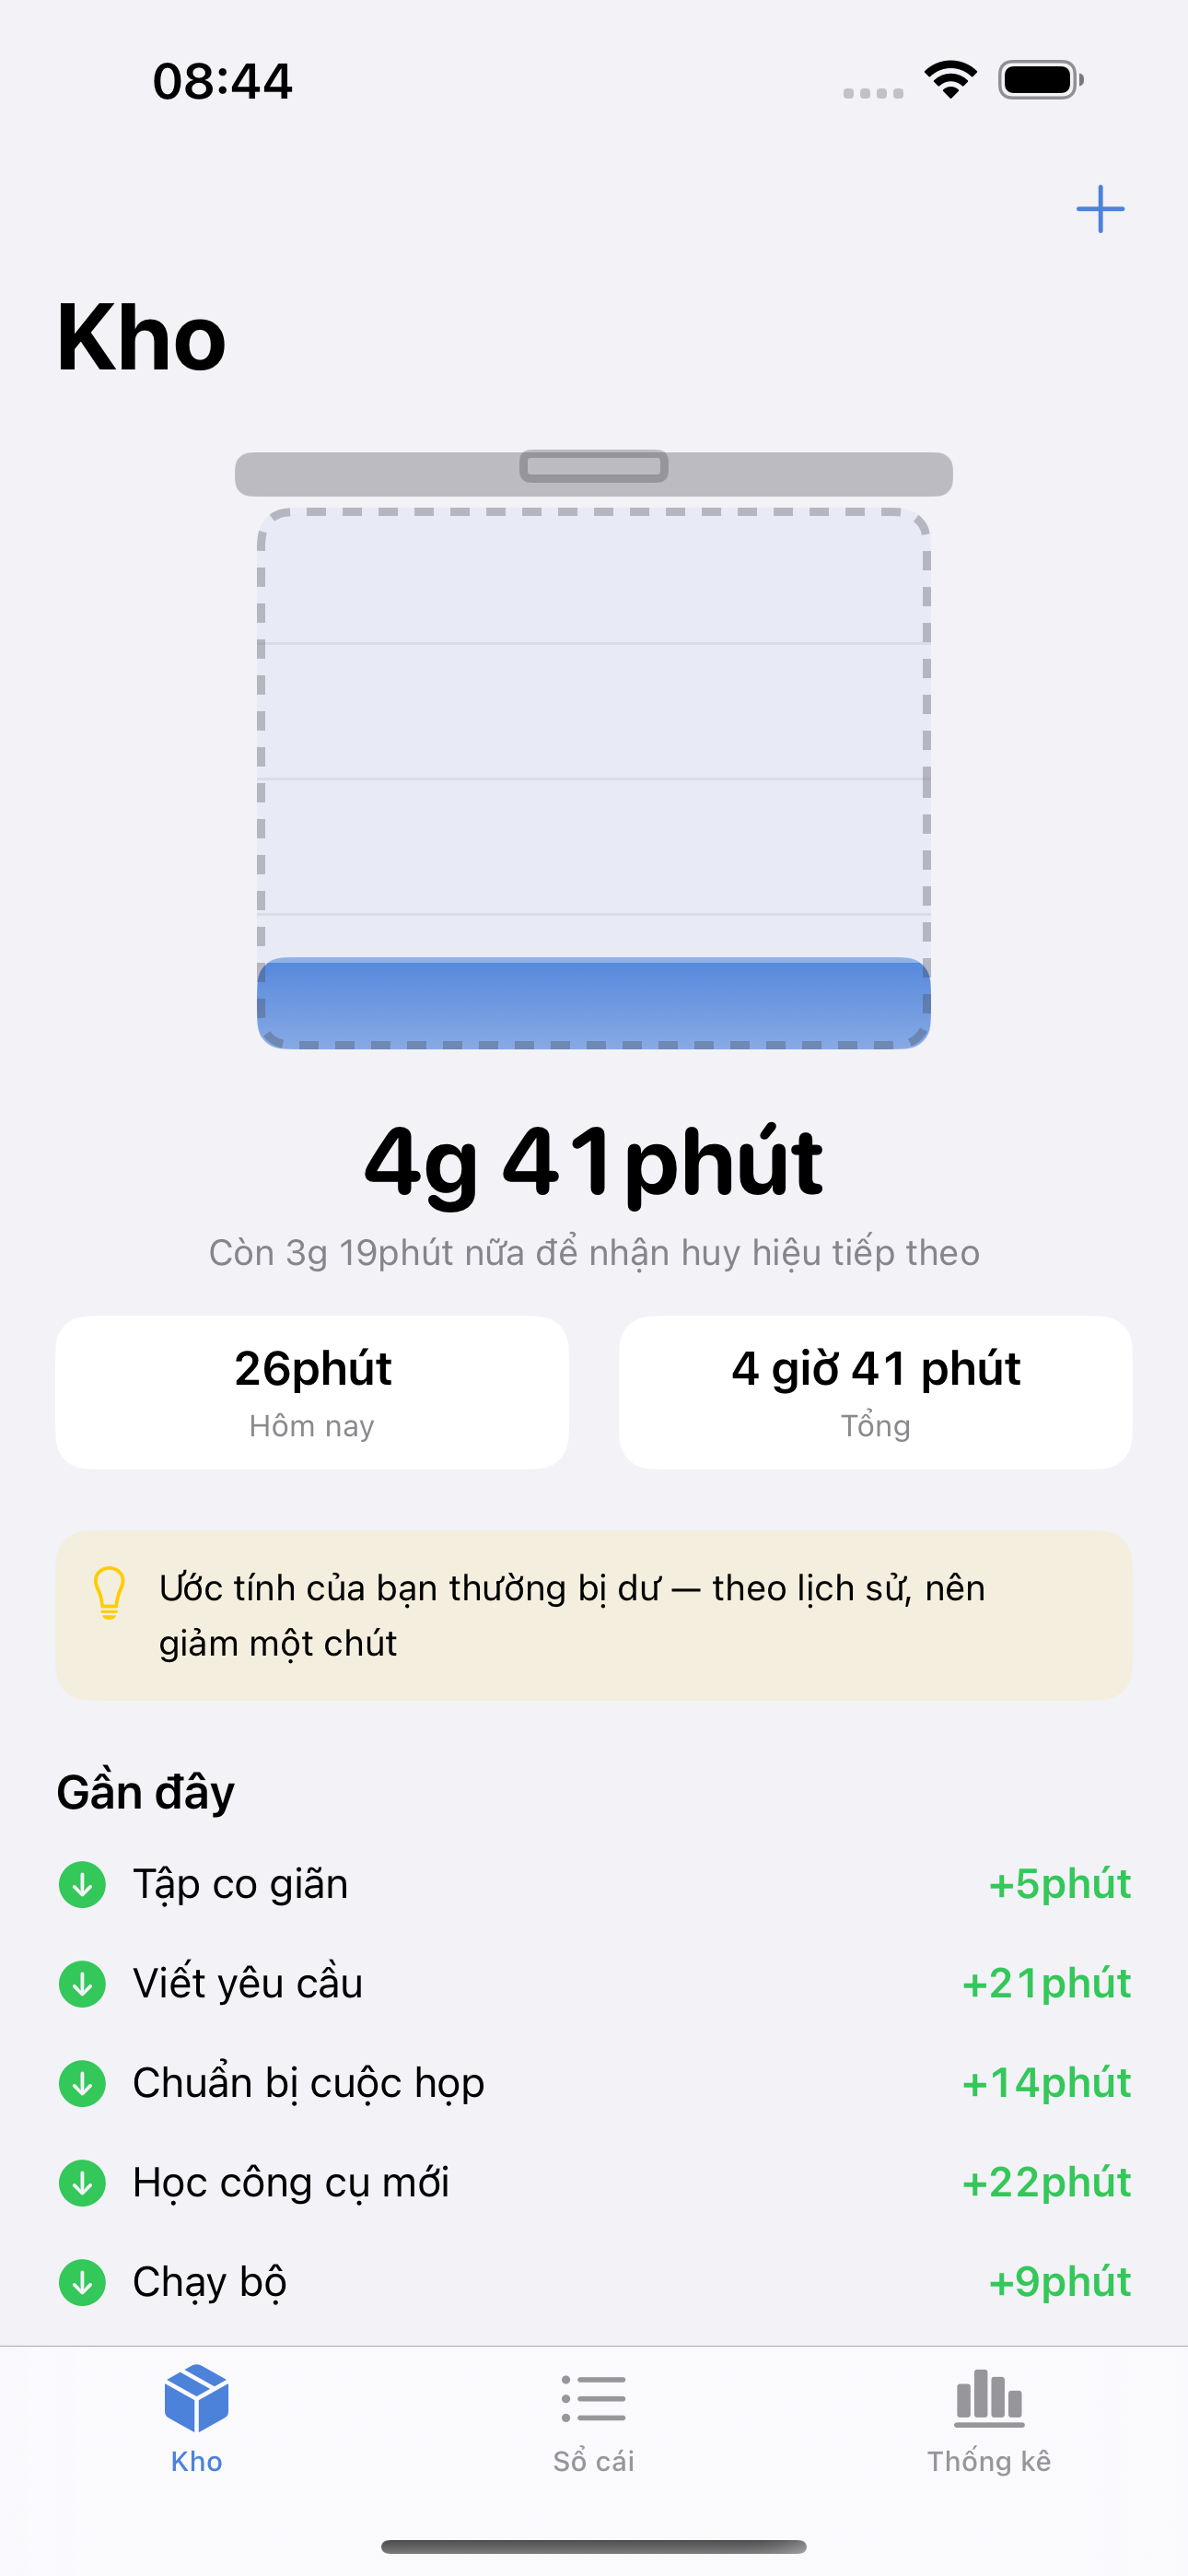 08:44
Kho
4g 41phút
Còn 3g 19phút nữa để nhận huy hiệu tiếp theo
26phút
Hôm nay
4 giờ 41 phút
Tổng
Ước tính của bạn thường bị dư — theo lịch sử, nên
giảm một chút
Gần đây
Tập co giãn
+5phút
Viết yêu cầu
+21phút
Chuẩn bị cuộc họp
+14phút
Học công cụ mới
+22phút
Chạy bộ
+9phút
Kho
Sổ cái
Thống kê